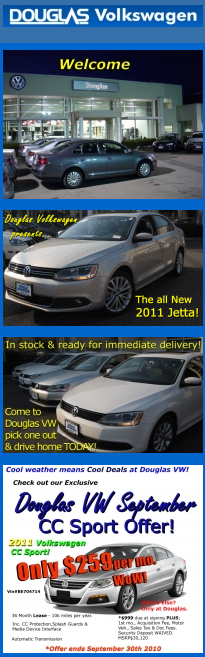 DOUGLAS Volkswagen
Welcome
Douglas
Douglas Volkswagen
presents...
The all New
2011 Jetta!
In stock & ready for immediate delivery!
Come to
Douglas VW
pick one out
& drive home TODAY!
Cool weather means Cool Deals at Douglas VW!
Check out our Exclusive
Douglas VW September
CC Sport Offer!
2011 Volkswagen
CC Sport!
Only $259 per mo.
WoW!
Vin#BE704714
Only at Douglas.
36 Month Lease - 10k miles per year
Inc. CC Protection,Splash Guards &
Media Device Interface
Automatic Transmission
*$999 due at signing PLUS:
1st mo., Acquisition Fee, Motor
Veh., Sales Tax & Doc Fees.
Security Deposit WAIVED.
MSRP$30,120
*Offer ends September 30th 2010